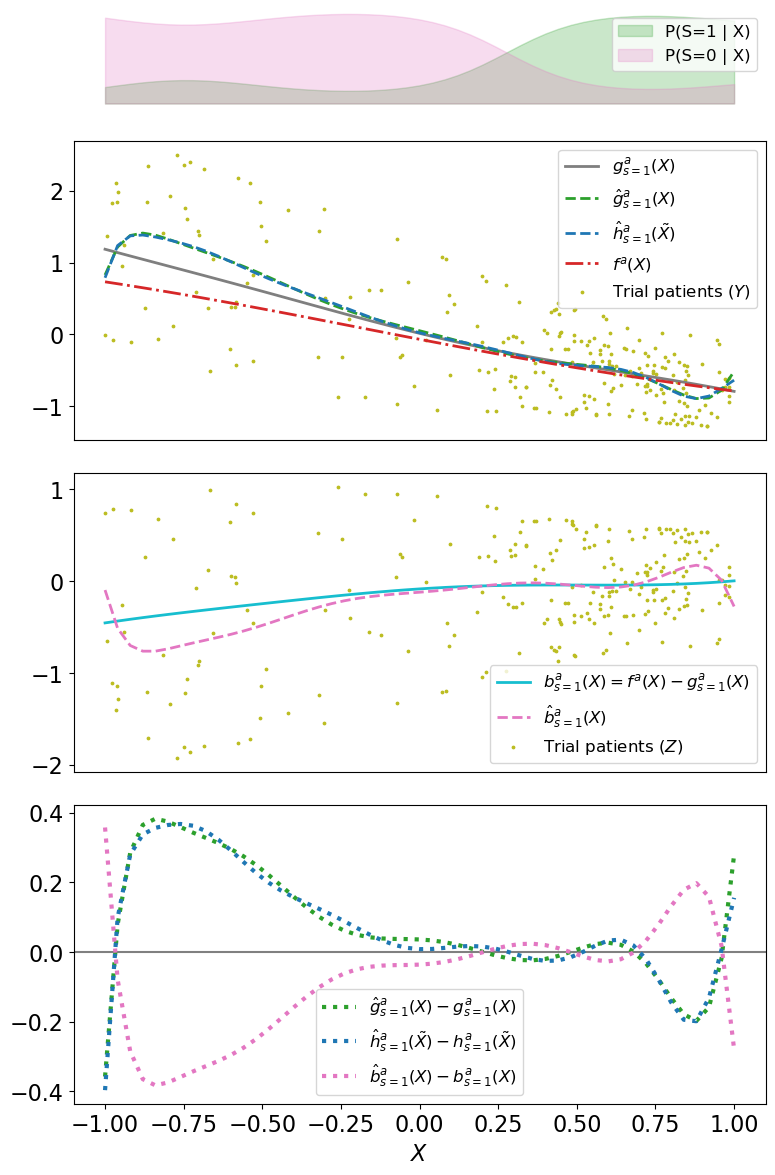 P(S=1 | X)
P(S=0 | X)
2
1
0
−1
g^a_{s=1}(X)
ĝ^a_{s=1}(X)
ĥ^a_{s=1}(X̃)
f^a(X)
Trial patients (Y)
1
0
−1
−2
b^a_{s=1}(X) = f^a(X) − g^a_{s=1}(X)
b̂^a_{s=1}(X)
Trial patients (Z)
0.4
0.2
0.0
−0.2
−0.4
ĝ^a_{s=1}(X) − g^a_{s=1}(X)
ĥ^a_{s=1}(X̃) − h^a_{s=1}(X̃)
b̂^a_{s=1}(X) − b^a_{s=1}(X)
−1.00 −0.75 −0.50 −0.25 0.00 0.25 0.50 0.75 1.00
X